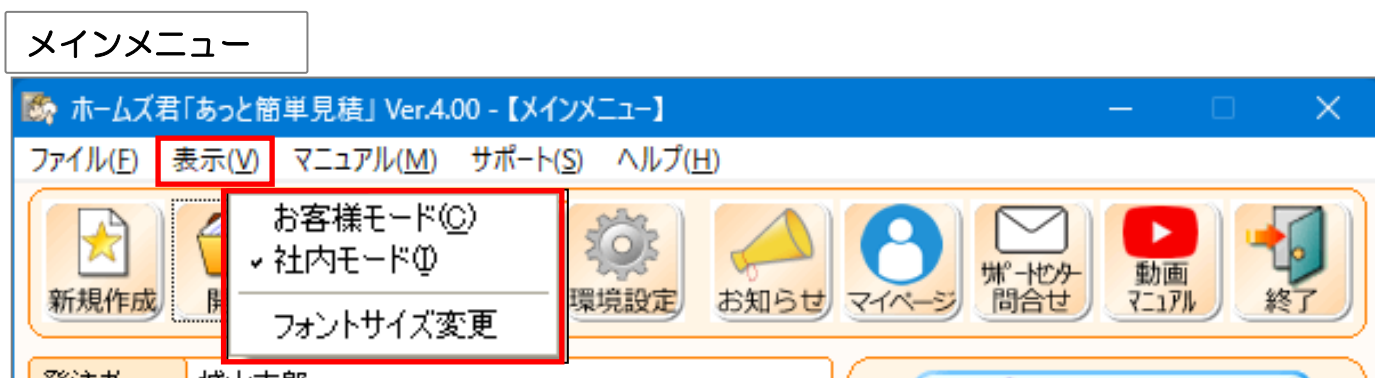 メインメニュー
ホームズ君「あっと簡単見積」 Ver.4.00 - 【メインメニュー】
ファイル(F) 表示(V) マニュアル(M) サポート(S) ヘルプ(H)
お客様モード(C)
✓ 社内モード(I)
フォントサイズ変更
新規作成
開
環境設定
お知らせ
マイページ
サポートセンター
問合せ
動画
マニュアル
終了